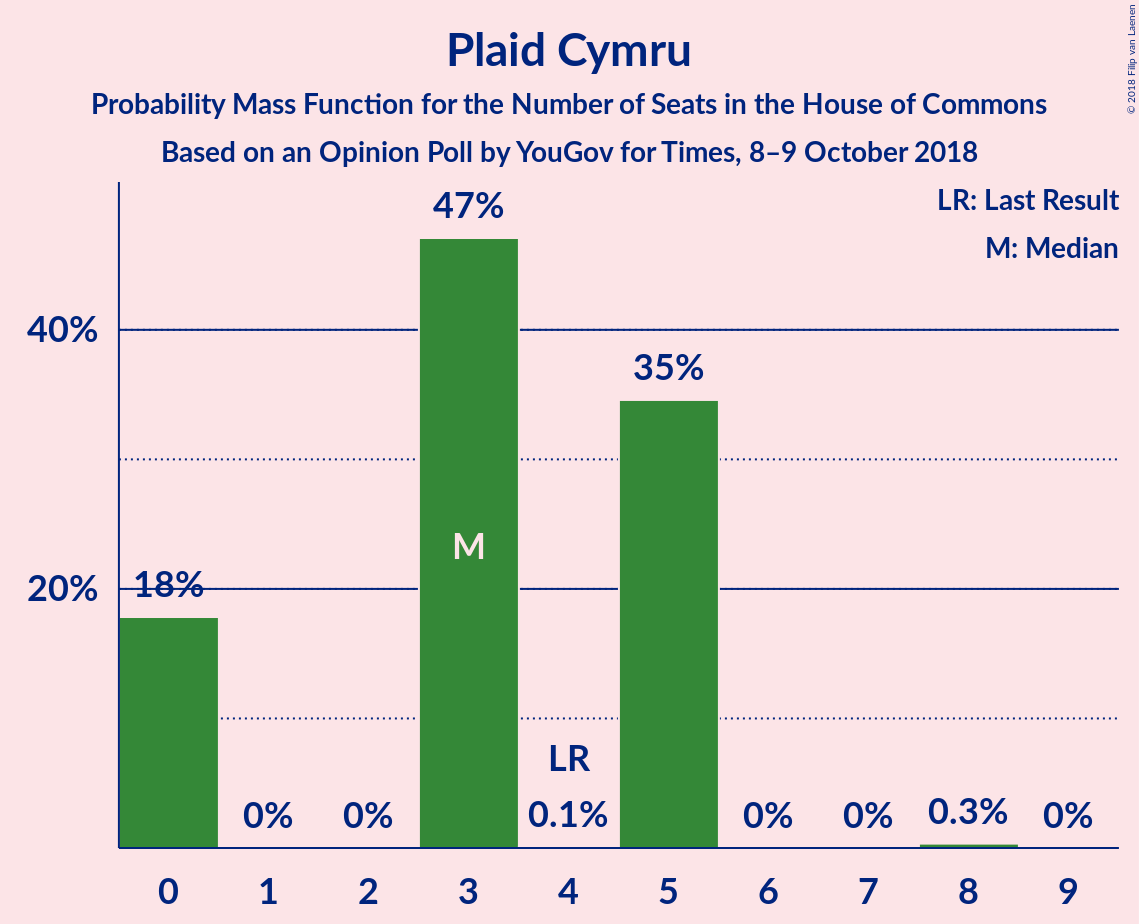 Plaid Cymru
Probability Mass Function for the Number of Seats in the House of Commons
Based on an Opinion Poll by YouGov for Times, 8–9 October 2018
© 2018 Filip van Laenen
LR: Last Result
M: Median
40%
20%
18%
0%
0%
47%
M
LR
0.1%
35%
0%
0%
0.3%
0%
0 1 2 3 4 5 6 7 8 9